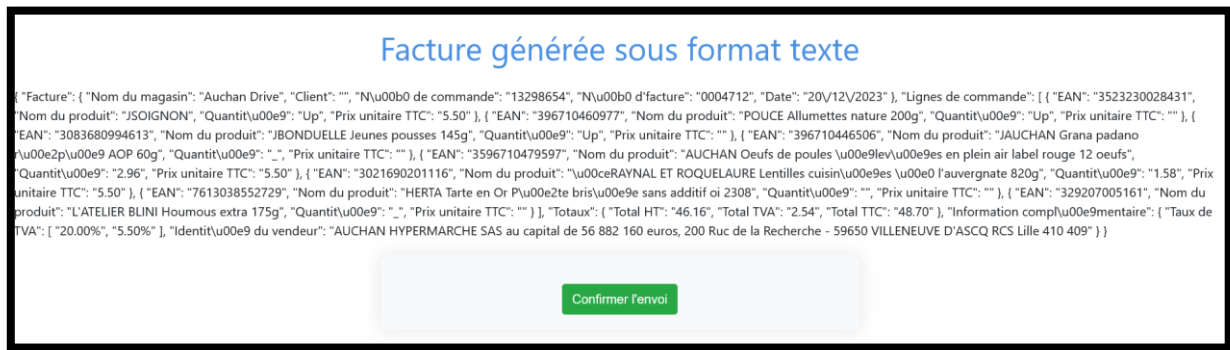 Facture générée sous format texte
{ "Facture": { "Nom du magasin": "Auchan Drive", "Client": "", "N\u00b0 de commande": "13298654", "N\u00b0 d'facture": "0004712", "Date": "20\/12\/2023" }, "Lignes de commande": [ { "EAN": "3523230028431",
"Nom du produit": "JSOIGNON", "Quantit\u00e9": "Up", "Prix unitaire TTC": "5.50" }, { "EAN": "396710460977", "Nom du produit": "POUCE Allumettes nature 200g", "Quantit\u00e9": "Up", "Prix unitaire TTC": "" }, {
"EAN": "3083680994613", "Nom du produit": "JBONDUELLE Jeunes pousses 145g", "Quantit\u00e9": "Up", "Prix unitaire TTC": "" }, { "EAN": "396710446506", "Nom du produit": "JAUCHAN Grana padano
r\u00e2p\u00e9 AOP 60g", "Quantit\u00e9": "_", "Prix unitaire TTC": "" }, { "EAN": "3596710479597", "Nom du produit": "AUCHAN Oeufs de poules \u00e9lev\u00e9es en plein air label rouge 12 oeufs",
"Quantit\u00e9": "2.96", "Prix unitaire TTC": "5.50" }, { "EAN": "3021690201116", "Nom du produit": "\u00ceRAYNAL ET ROQUELAURE Lentilles cuisin\u00e9es \u00e0 l'auvergnate 820g", "Quantit\u00e9": "1.58", "Prix
unitaire TTC": "5.50" }, { "EAN": "7613038552729", "Nom du produit": "HERTA Tarte en Or P\u00e2te bris\u00e9e sans additif oi 2308", "Quantit\u00e9": "", "Prix unitaire TTC": "" }, { "EAN": "329207005161", "Nom du
produit": "L'ATELIER BLINI Houmous extra 175g", "Quantit\u00e9": "_", "Prix unitaire TTC": "" } ], "Totaux": { "Total HT": "46.16", "Total TVA": "2.54", "Total TTC": "48.70" }, "Information compl\u00e9mentaire": { "Taux de
TVA": [ "20.00%", "5.50%" ], "Identit\u00e9 du vendeur": "AUCHAN HYPERMARCHE SAS au capital de 56 882 160 euros, 200 Ruc de la Recherche - 59650 VILLENEUVE D'ASCQ RCS Lille 410 409" } }
Confirmer l'envoi